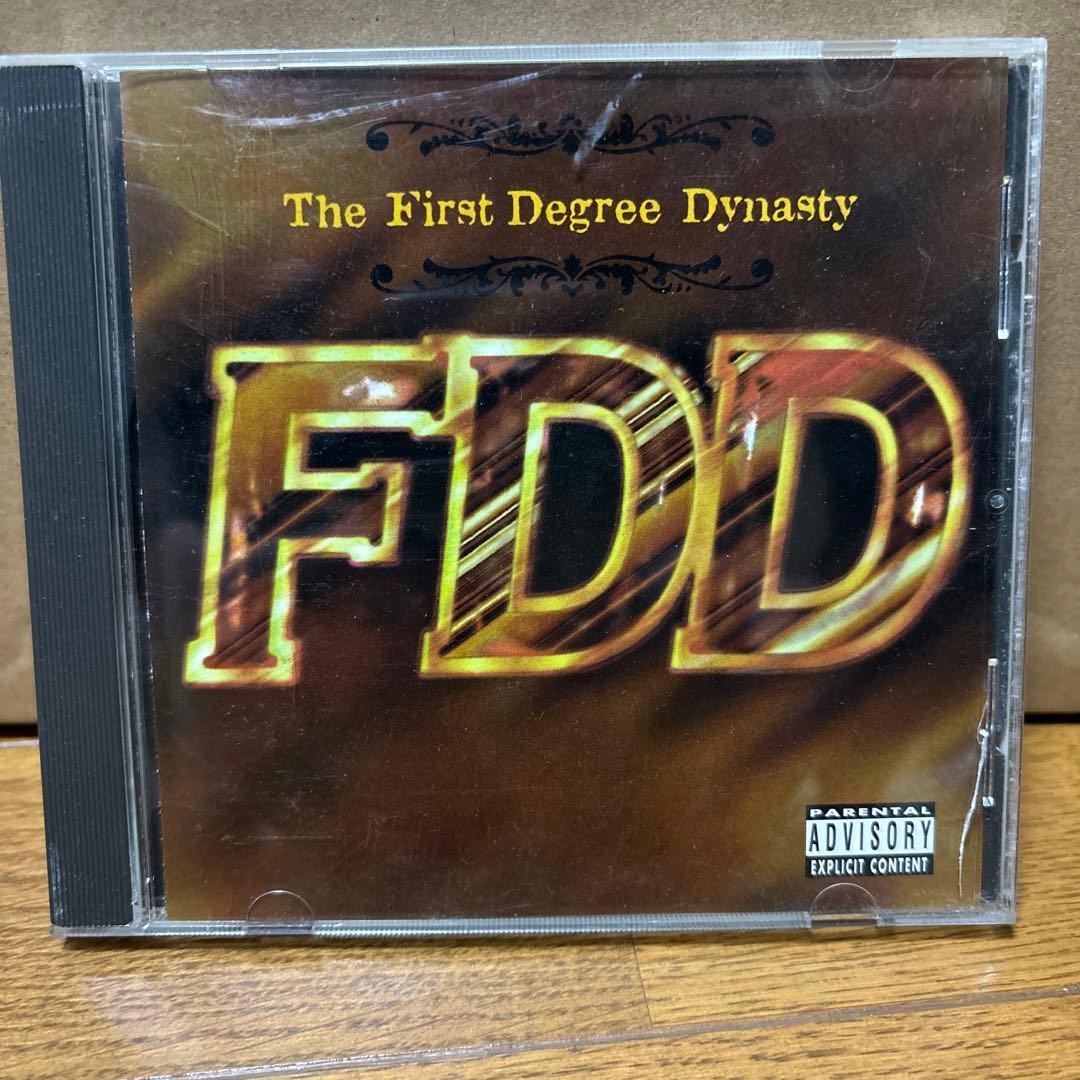 The First Degree Dynasty
FDD
PARENTAL
ADVISORY
EXPLICIT CONTENT